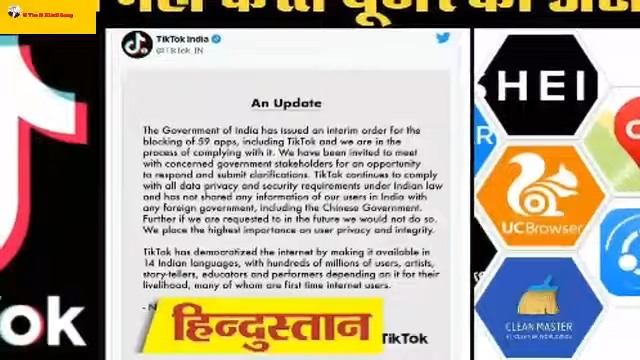 TikTok India
@TikTok_IN
An Update
The Government of India has issued an interim order for the
blocking of 59 apps, including TikTok and we are in the
process of complying with it. We have been invited to meet
with concerned government stakeholders for an opportunity
to respond and submit clarifications. TikTok continues to comply
with all data privacy and security requirements under Indian law
and has not shared any information of our users in India with
any foreign government, including the Chinese Government.
Further if we are requested to in the future we would not do so.
We place the highest importance on user privacy and integrity.
TikTok has democratized the internet by making it available in
14 Indian languages, with hundreds of millions of users, artists,
story-tellers, educators and performers depending on it for their
livelihood, many of whom are first time internet users.
- N
हिन्दुस्तान
TikTok
ok
SHEI
UC Browser
CLEAN MASTER